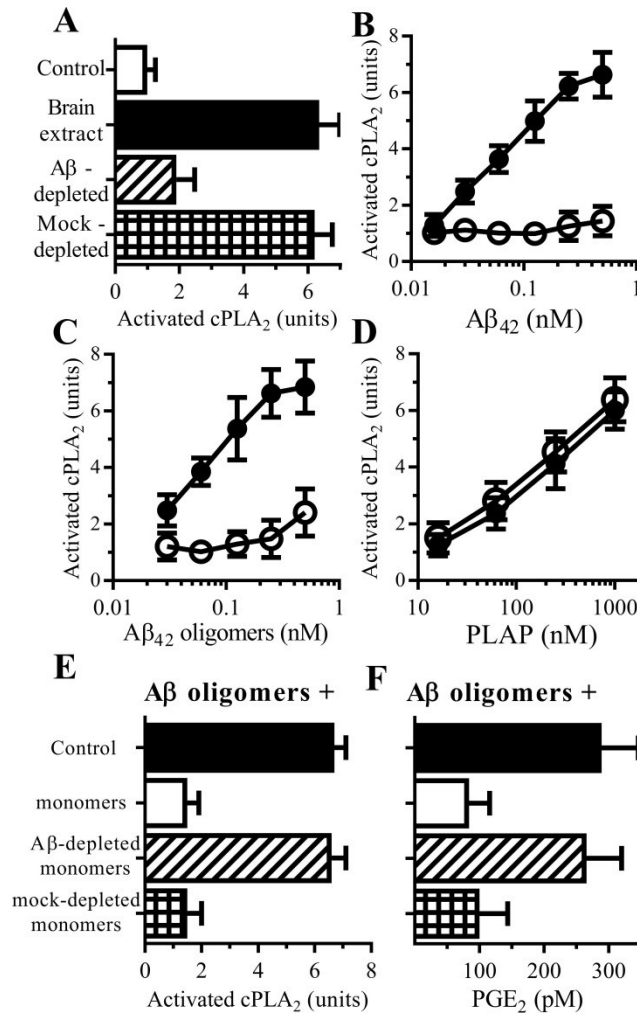 A
Control
Brain
extract
Aβ -
depleted
Mock -
depleted
0 2 4 6
Activated cPLA₂ (units)
B
Activated cPLA₂ (units)
8
6
4
2
0
0.01 0.1 1
Aβ₄₂ (nM)
C
Activated cPLA₂ (units)
8
6
4
2
0
0.01 0.1 1
Aβ₄₂ oligomers (nM)
D
Activated cPLA₂ (units)
8
6
4
2
0
10 100 1000
PLAP (nM)
E
Aβ oligomers +
Control
monomers
Aβ-depleted
monomers
mock-depleted
monomers
0 2 4 6 8
Activated cPLA₂ (units)
F
Aβ oligomers +
100 200 300
PGE₂ (pM)